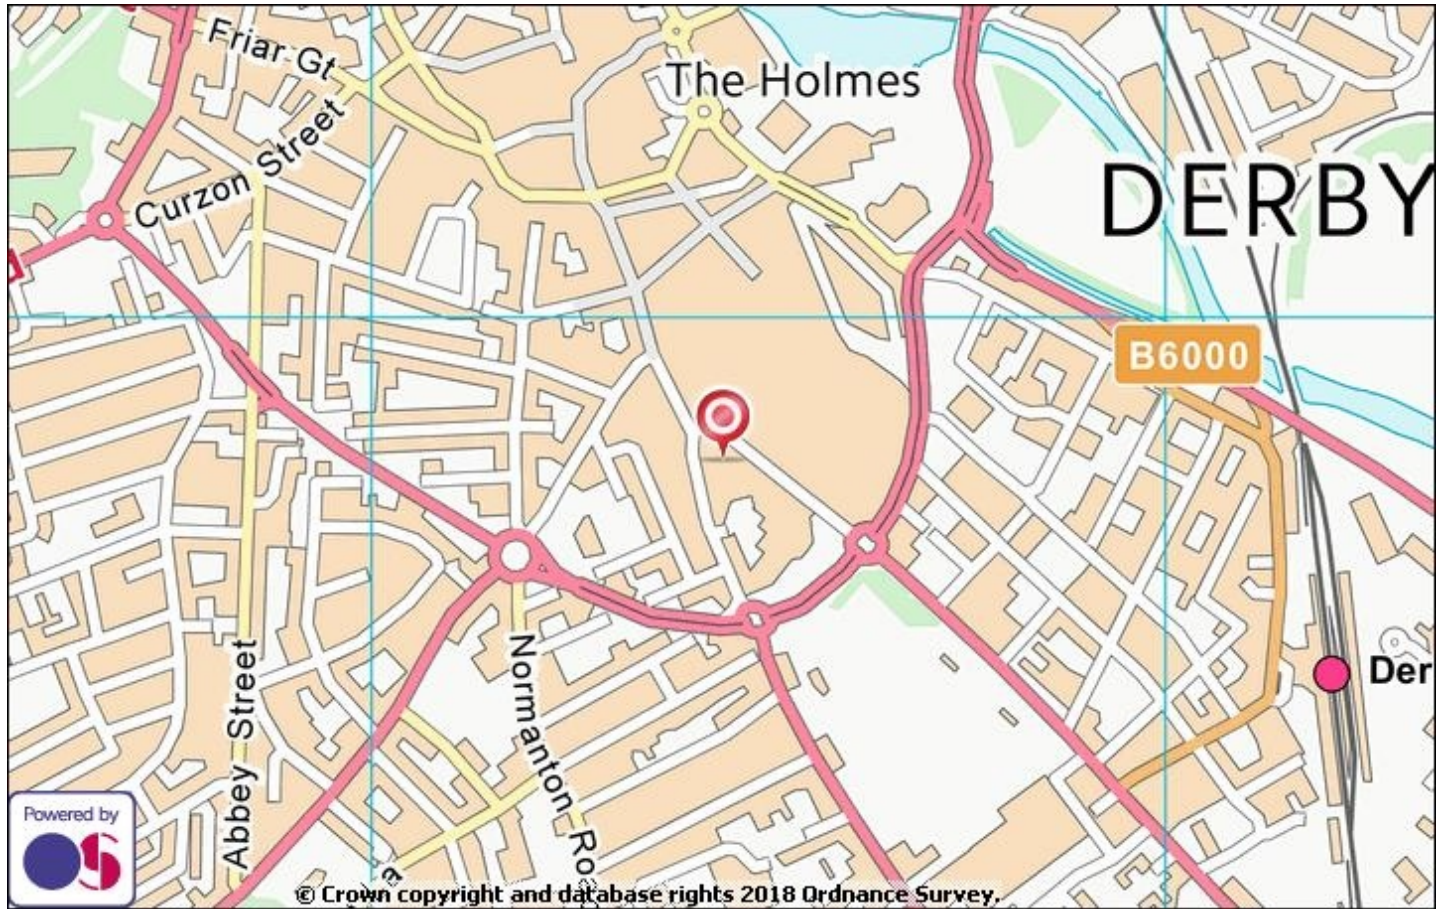 Friar Gt
The Holmes
Curzon Street
DERBY
B6000
Der
Abbey Street
Normanton Ro
Powered by
OS
© Crown copyright and database rights 2018 Ordnance Survey.